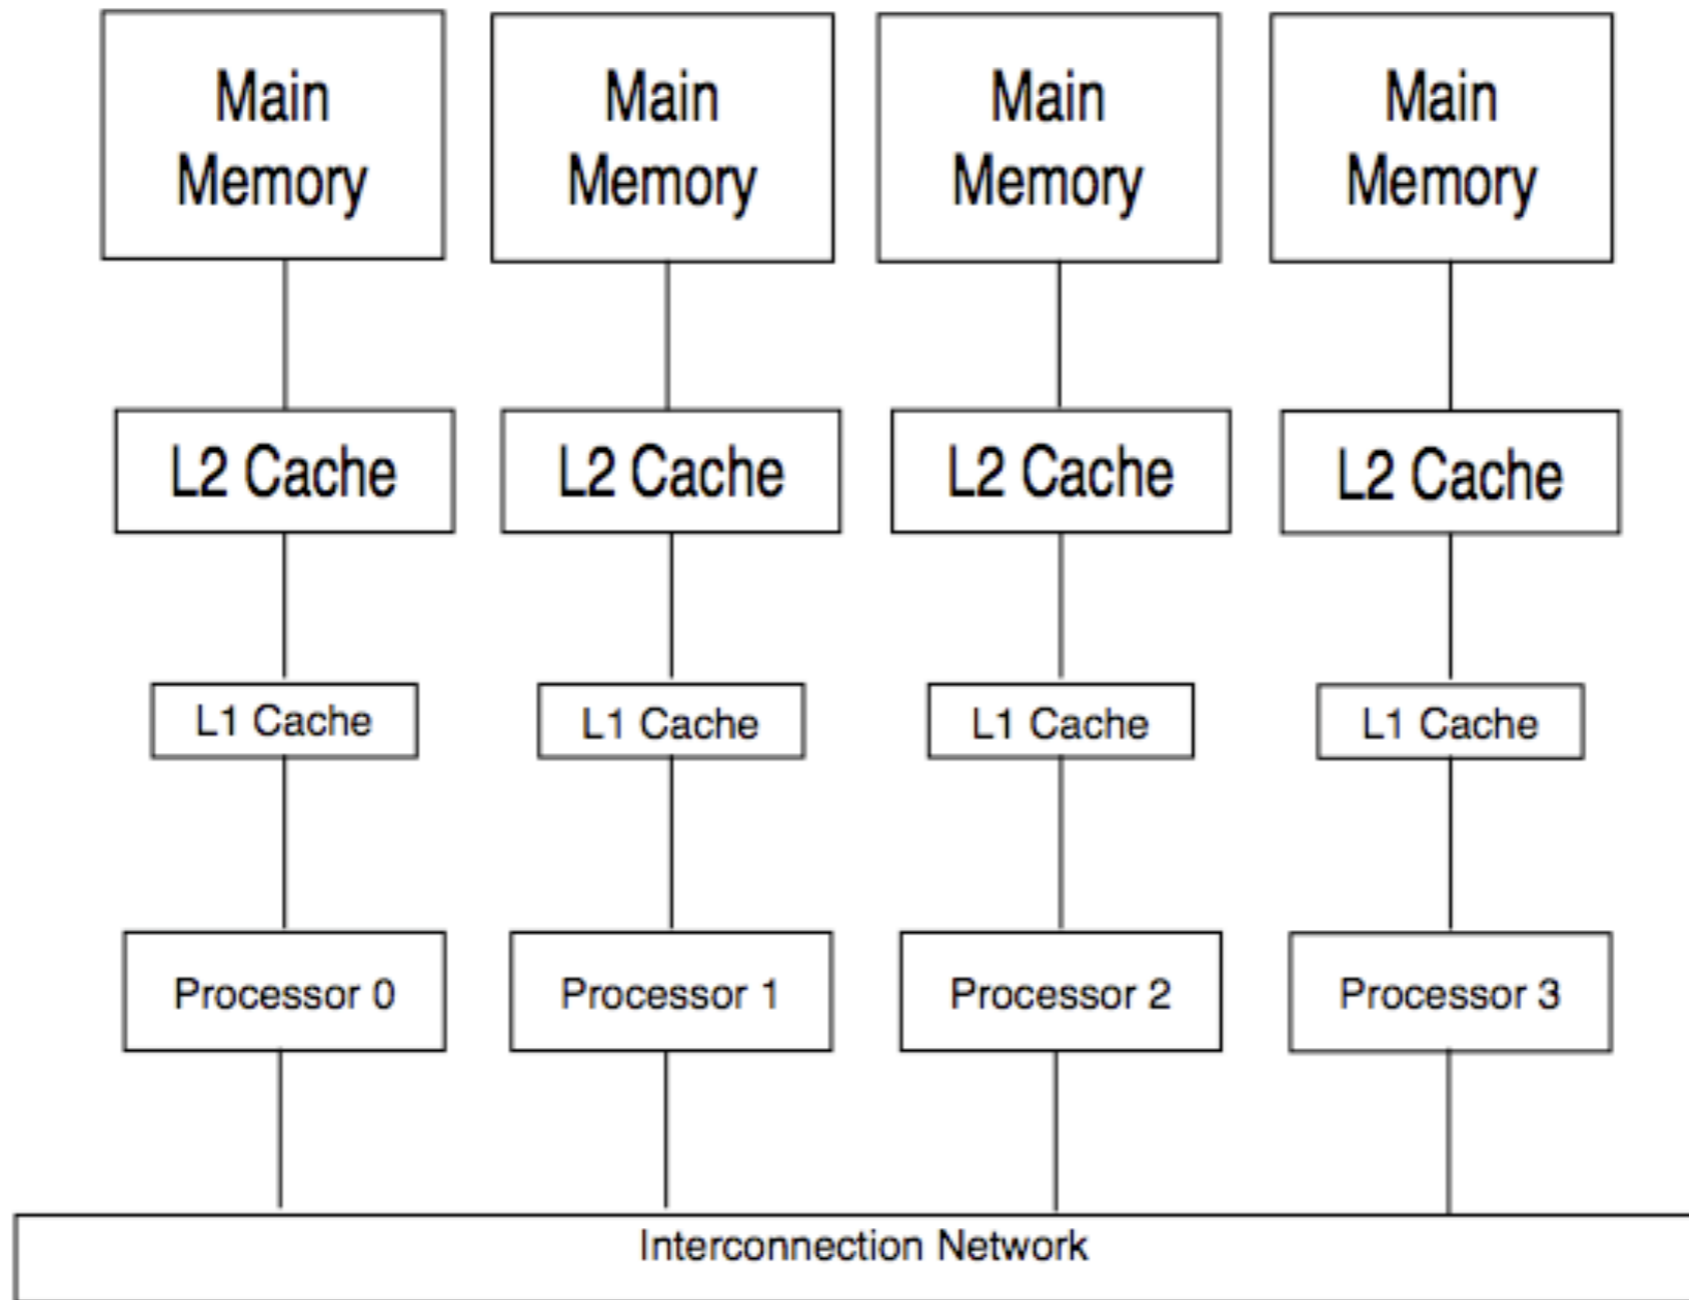 Main
Memory
Main
Memory
Main
Memory
Main
Memory
L2 Cache
L2 Cache
L2 Cache
L2 Cache
L1 Cache
L1 Cache
L1 Cache
L1 Cache
Processor 0
Processor 1
Processor 2
Processor 3
Interconnection Network